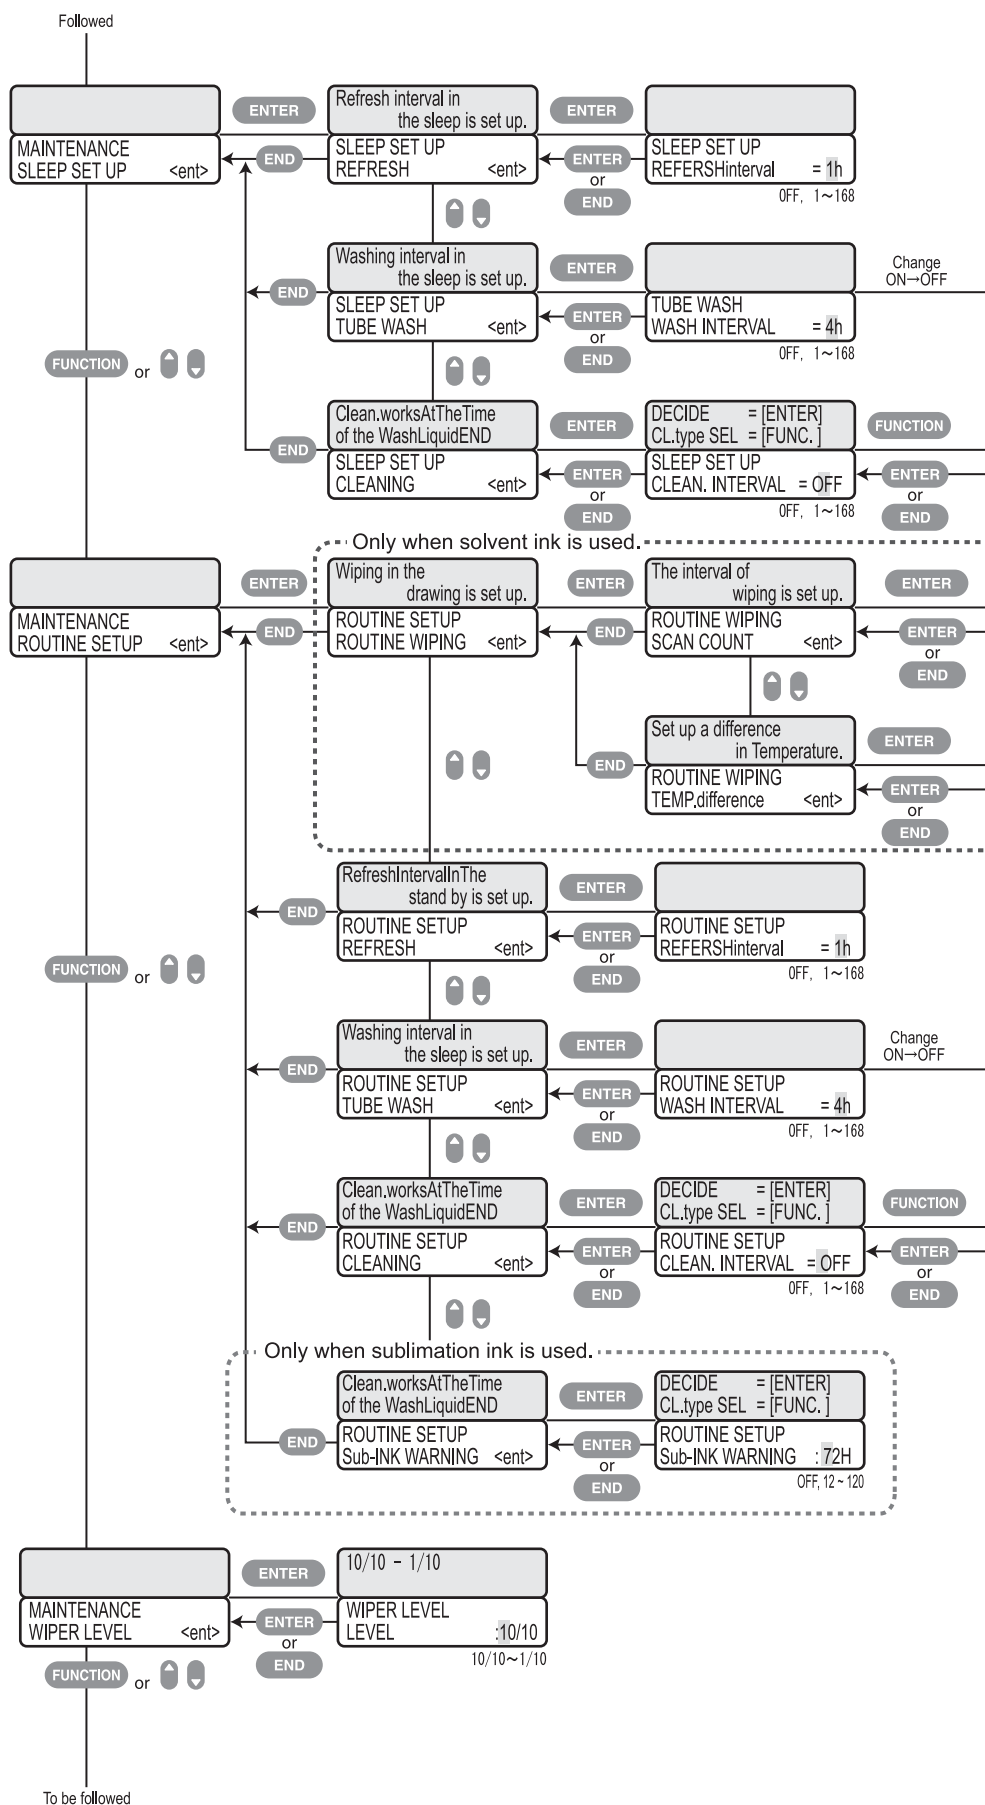 Followed
ENTER
Refresh interval in
the sleep is set up.
ENTER
MAINTENANCE
SLEEP SET UP <ent>
END
SLEEP SET UP
REFRESH <ent>
ENTER
or
END
SLEEP SET UP
REFERSHinterval = 1h
OFF, 1~168
Washing interval in
the sleep is set up.
ENTER
Change
ON→OFF
END
SLEEP SET UP
TUBE WASH <ent>
ENTER
or
END
TUBE WASH
WASH INTERVAL = 4h
OFF, 1~168
FUNCTION or
Clean.worksAtTheTime
of the WashLiquidEND
ENTER
DECIDE = [ENTER]
CL.type SEL = [FUNC. ]
FUNCTION
END
SLEEP SET UP
CLEANING <ent>
ENTER
or
END
SLEEP SET UP
CLEAN. INTERVAL = OFF
OFF, 1~168
ENTER
or
END
Only when solvent ink is used.
ENTER
Wiping in the
drawing is set up.
ENTER
The interval of
wiping is set up.
ENTER
MAINTENANCE
ROUTINE SETUP <ent>
END
ROUTINE SETUP
ROUTINE WIPING <ent>
END
ROUTINE WIPING
SCAN COUNT <ent>
ENTER
or
END
Set up a difference
in Temperature.
ENTER
END
ROUTINE WIPING
TEMP.difference <ent>
ENTER
or
END
RefreshIntervalInThe
stand by is set up.
ENTER
END
ROUTINE SETUP
REFRESH <ent>
ENTER
or
END
ROUTINE SETUP
REFERSHinterval = 1h
OFF, 1~168
FUNCTION or
Washing interval in
the sleep is set up.
ENTER
Change
ON→OFF
END
ROUTINE SETUP
TUBE WASH <ent>
ENTER
or
END
ROUTINE SETUP
WASH INTERVAL = 4h
OFF, 1~168
Clean.worksAtTheTime
of the WashLiquidEND
ENTER
DECIDE = [ENTER]
CL.type SEL = [FUNC. ]
FUNCTION
END
ROUTINE SETUP
CLEANING <ent>
ENTER
or
END
ROUTINE SETUP
CLEAN. INTERVAL = OFF
OFF, 1~168
ENTER
or
END
Only when sublimation ink is used.
Clean.worksAtTheTime
of the WashLiquidEND
ENTER
DECIDE = [ENTER]
CL.type SEL = [FUNC. ]
END
ROUTINE SETUP
Sub-INK WARNING <ent>
ENTER
or
END
ROUTINE SETUP
Sub-INK WARNING : 72H
OFF, 12 ~ 120
ENTER
10/10 - 1/10
MAINTENANCE
WIPER LEVEL <ent>
ENTER
or
END
WIPER LEVEL
LEVEL :10/10
10/10~1/10
FUNCTION or
To be followed